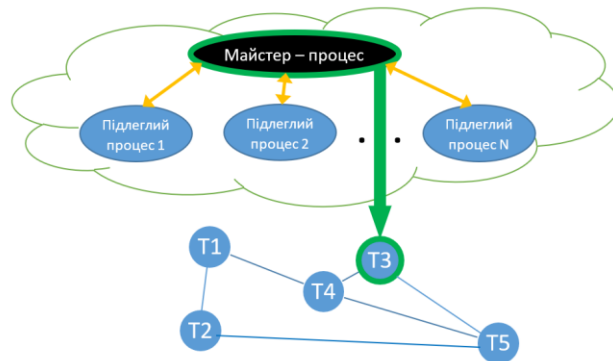 Майстер – процес
Підлеглий
процес 1
Підлеглий
процес 2
. .
Підлеглий
процес N
T1
T3
T4
T2
T5